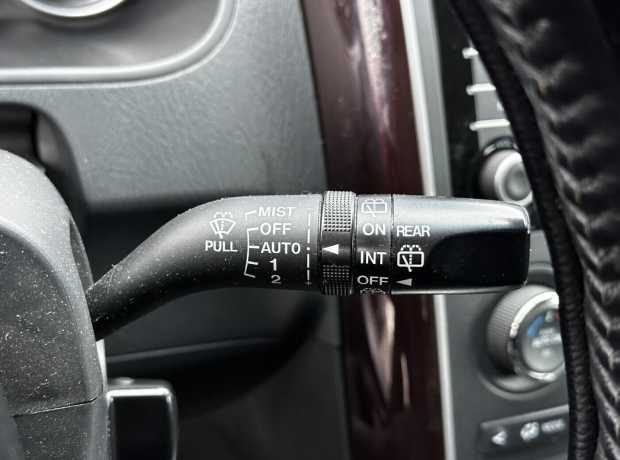 MIST
OFF
PULL
AUTO
1
2
ON
INT
OFF
REAR